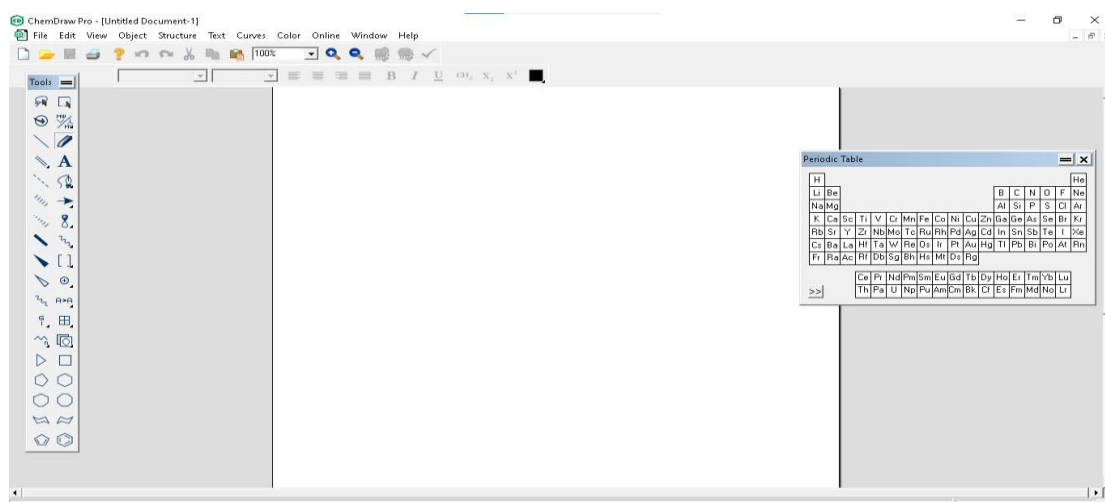 ChemDraw Pro - [Untitled Document-1]
File Edit View Object Structure Text Curves Color Online Window Help
100%
B I U CH₂ X₂ X²
Tools
A
[ ]
Periodic Table
H He
Li Be B C N O F Ne
Na Mg Al Si P S Cl Ar
K Ca Sc Ti V Cr Mn Fe Co Ni Cu Zn Ga Ge As Se Br Kr
Rb Sr Y Zr Nb Mo Tc Ru Rh Pd Ag Cd In Sn Sb Te I Xe
Cs Ba La Hf Ta W Re Os Ir Pt Au Hg Tl Pb Bi Po At Rn
Fr Ra Ac Rf Db Sg Bh Hs Mt Ds Rg
Ce Pr Nd Pm Sm Eu Gd Tb Dy Ho Er Tm Yb Lu
>> Th Pa U Np Pu Am Cm Bk Cf Es Fm Md No Lr